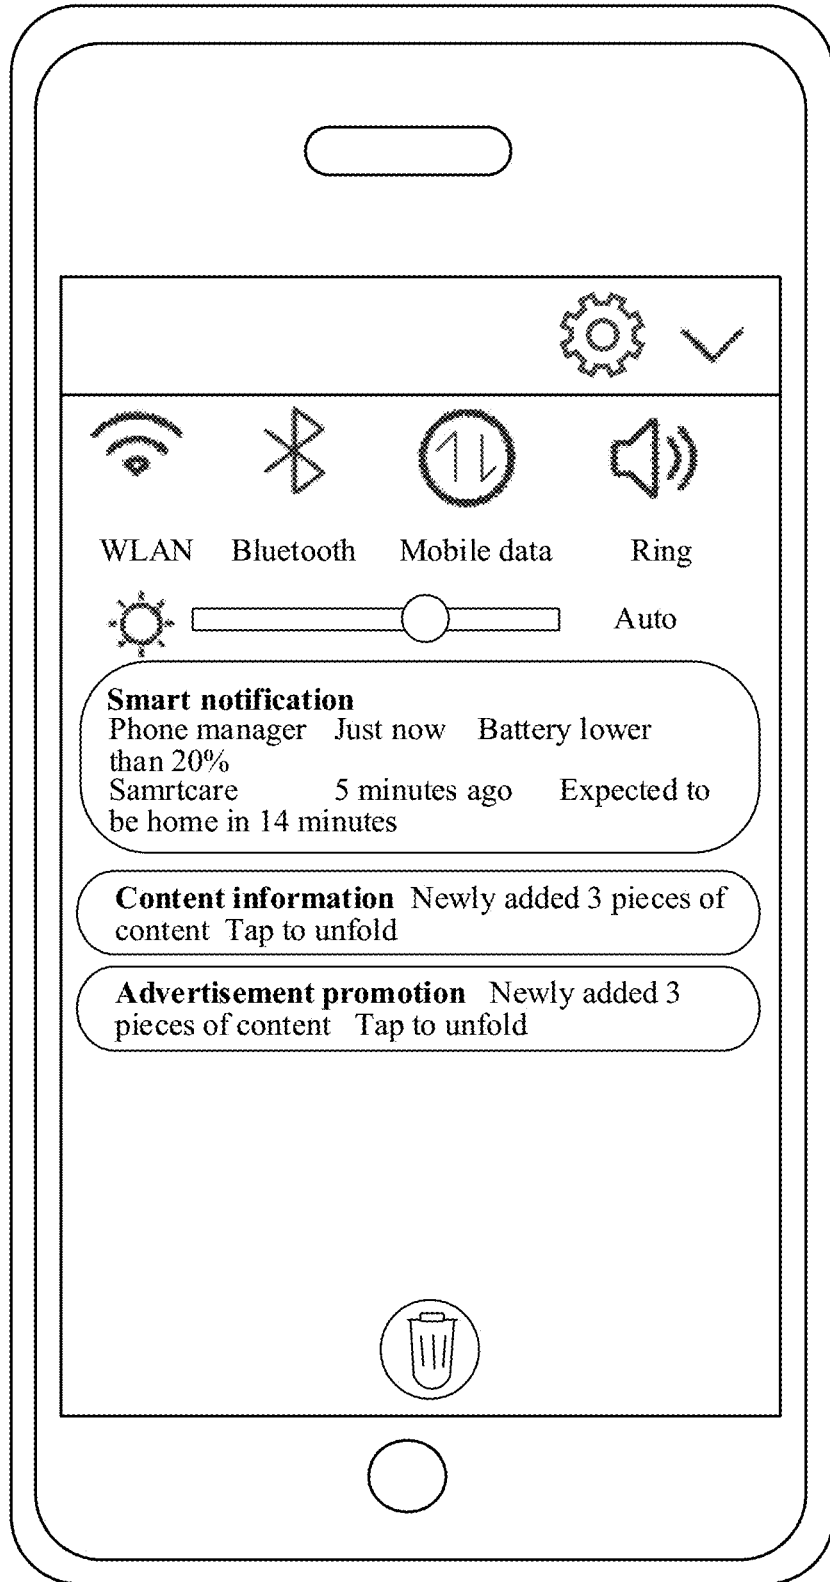 WLAN Bluetooth Mobile data Ring
Auto
Smart notification
Phone manager Just now Battery lower
than 20%
Samrtcare 5 minutes ago Expected to
be home in 14 minutes
Content information Newly added 3 pieces of
content Tap to unfold
Advertisement promotion Newly added 3
pieces of content Tap to unfold